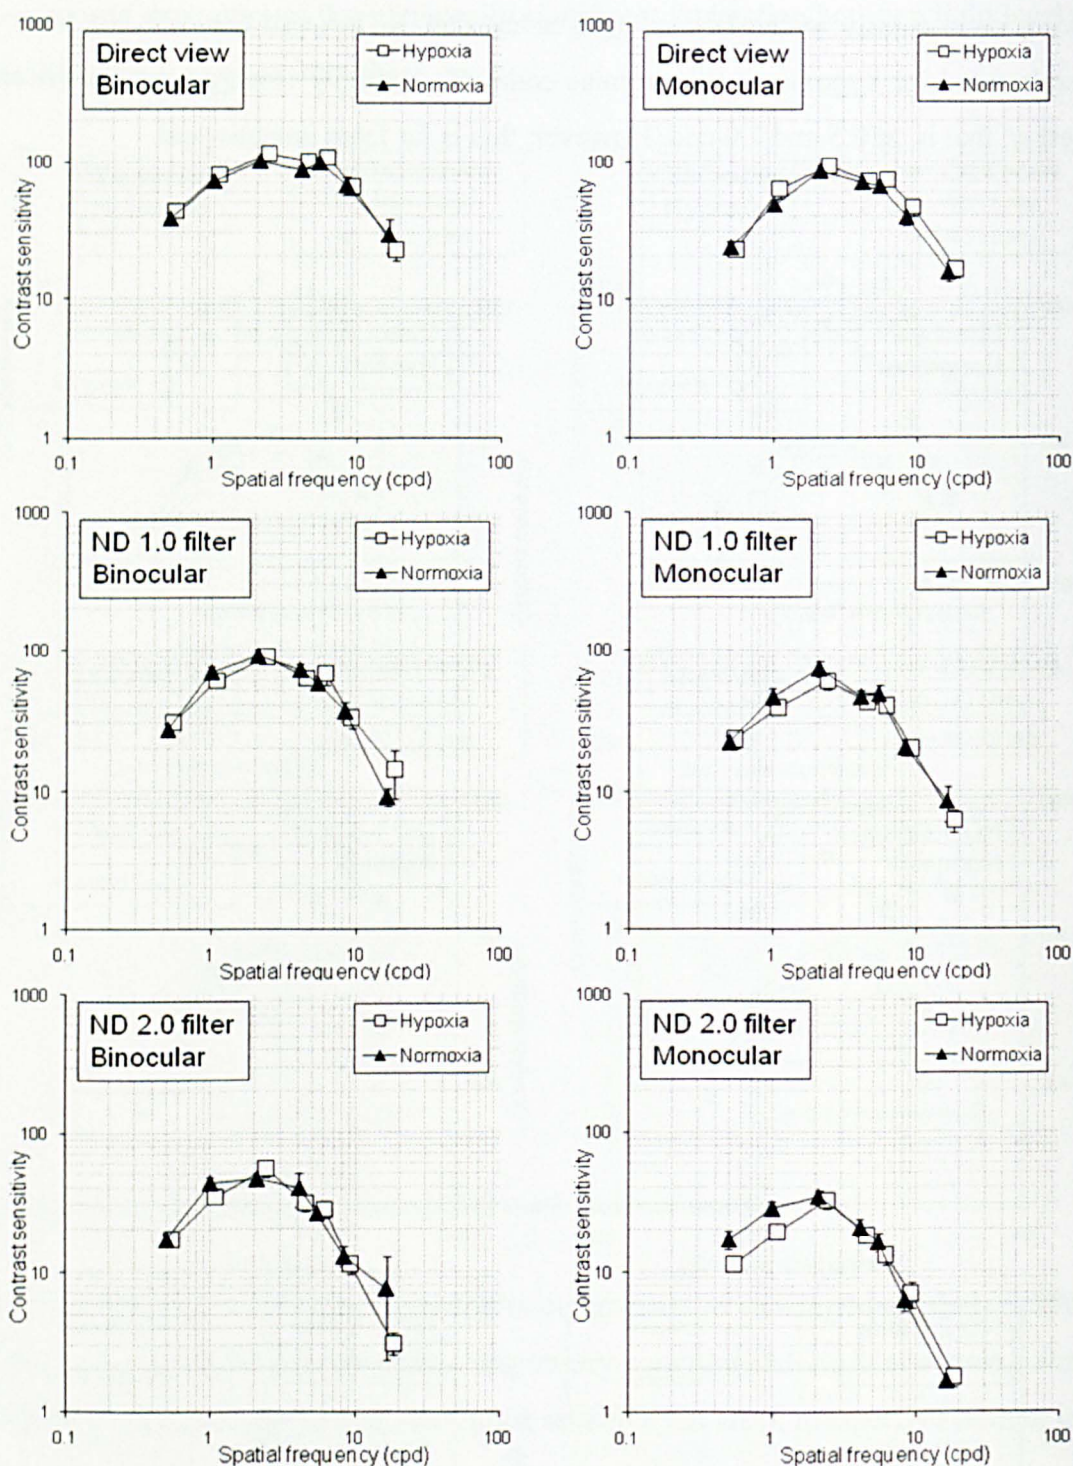 1000
Direct view
Binocular
Hypoxia
Normoxia
100
10
1
0.1 1 10 100
Contrast sensitivity
Spatial frequency (cpd)
1000
Direct view
Monocular
Hypoxia
Normoxia
100
10
1
0.1 1 10 100
Contrast sensitivity
Spatial frequency (cpd)
1000
ND 1.0 filter
Binocular
Hypoxia
Normoxia
100
10
1
0.1 1 10 100
Contrast sensitivity
Spatial frequency (cpd)
1000
ND 1.0 filter
Monocular
Hypoxia
Normoxia
100
10
1
0.1 1 10 100
Contrast sensitivity
Spatial frequency (cpd)
1000
ND 2.0 filter
Binocular
Hypoxia
Normoxia
100
10
1
0.1 1 10 100
Contrast sensitivity
Spatial frequency (cpd)
1000
ND 2.0 filter
Monocular
Hypoxia
Normoxia
100
10
1
0.1 1 10 100
Contrast sensitivity
Spatial frequency (cpd)